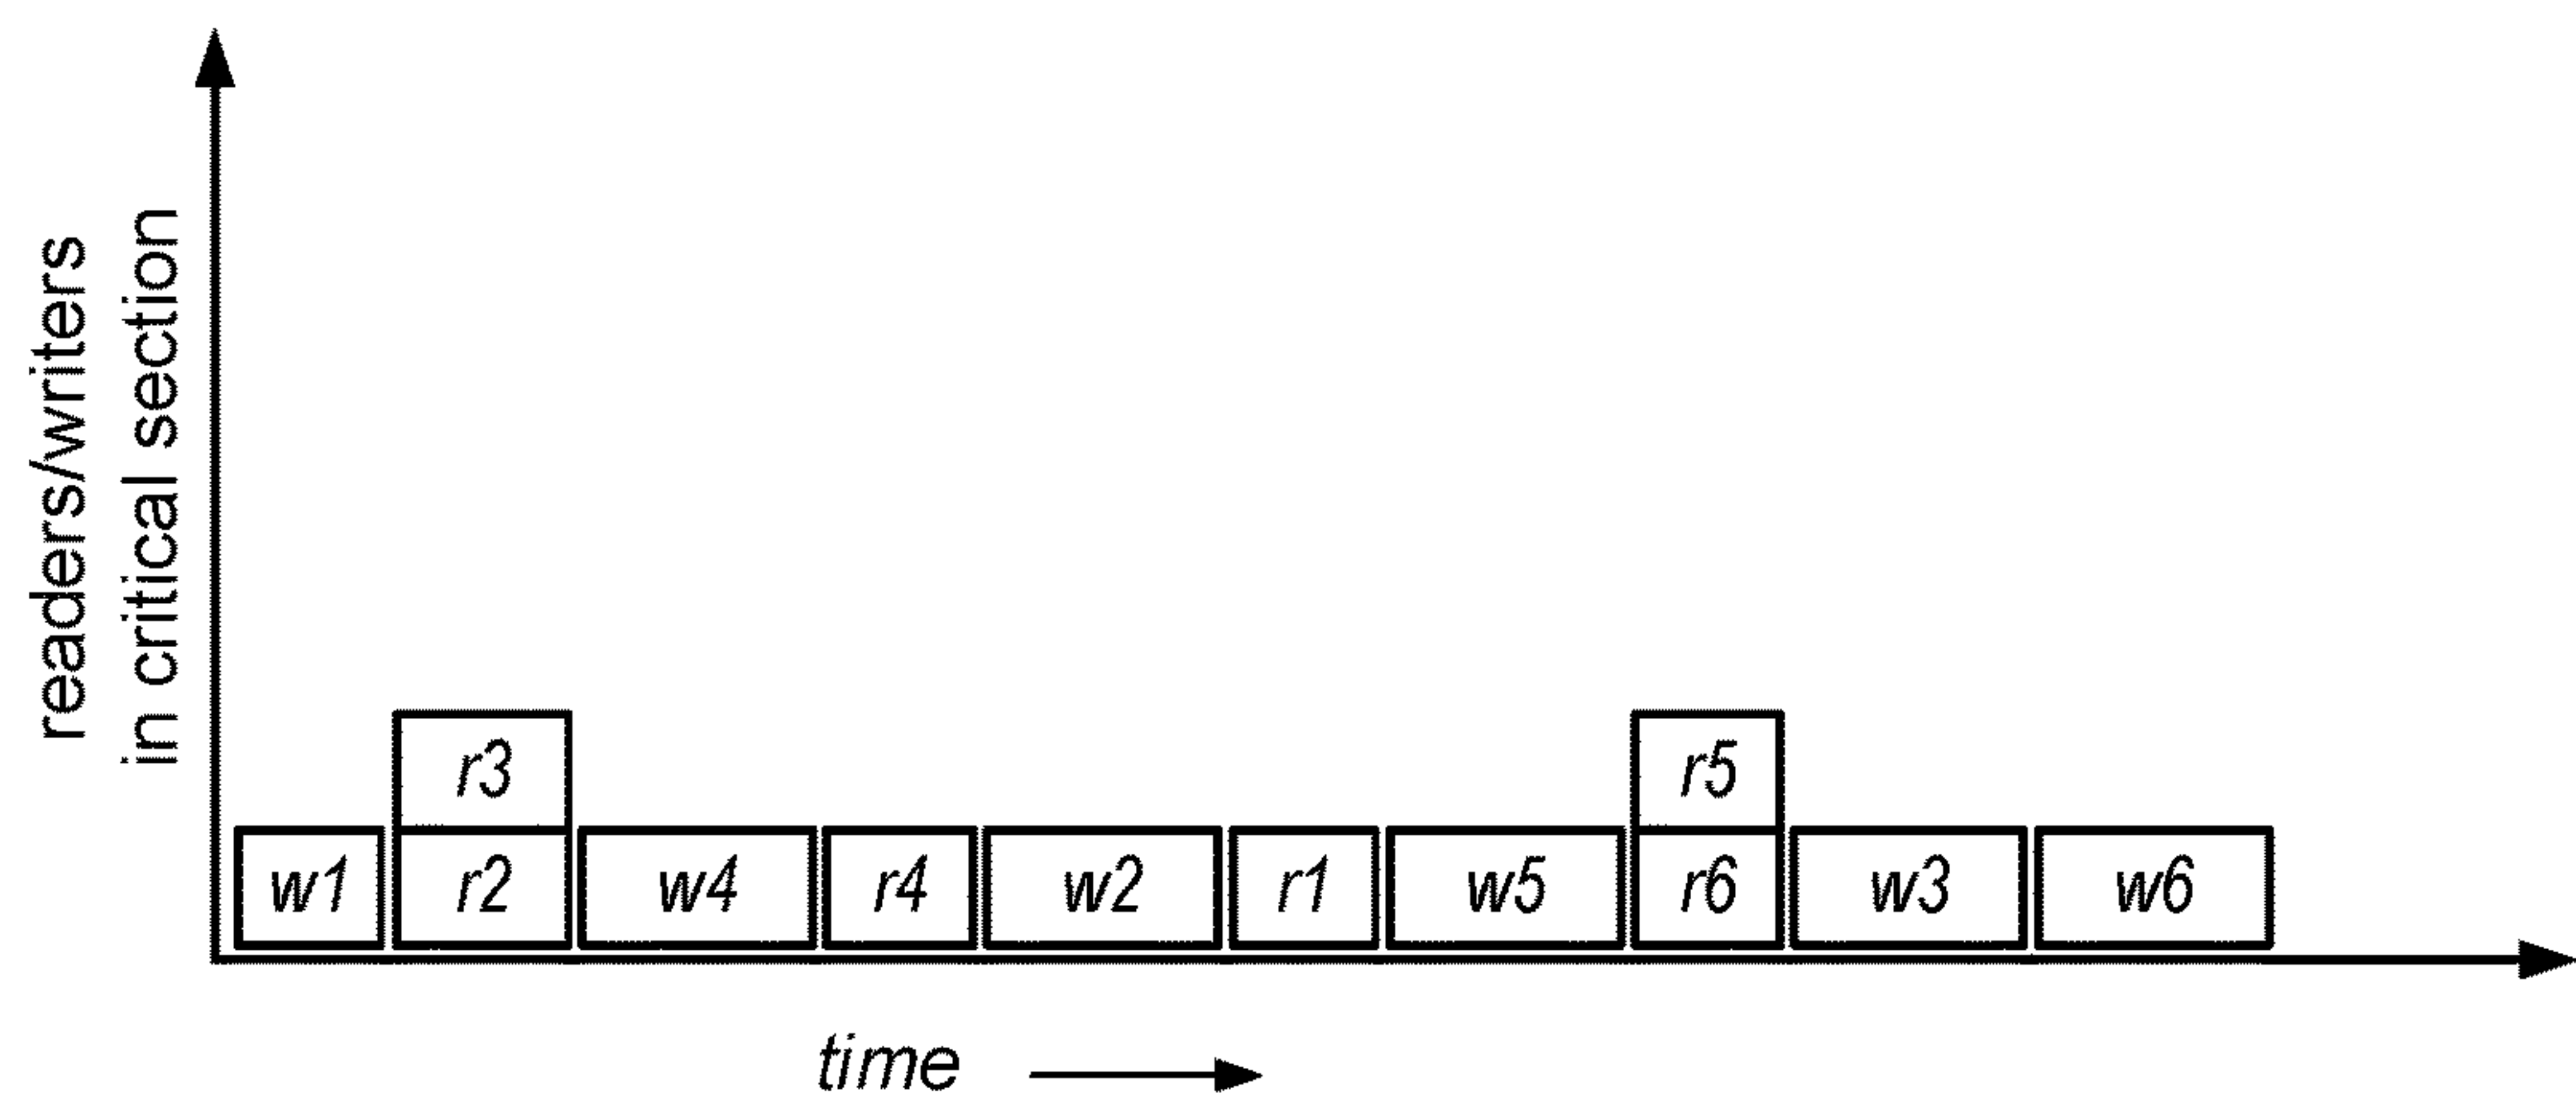 readers/writers
in critical section
r3
r5
w1
r2
w4
r4
w2
r1
w5
r6
w3
w6
time